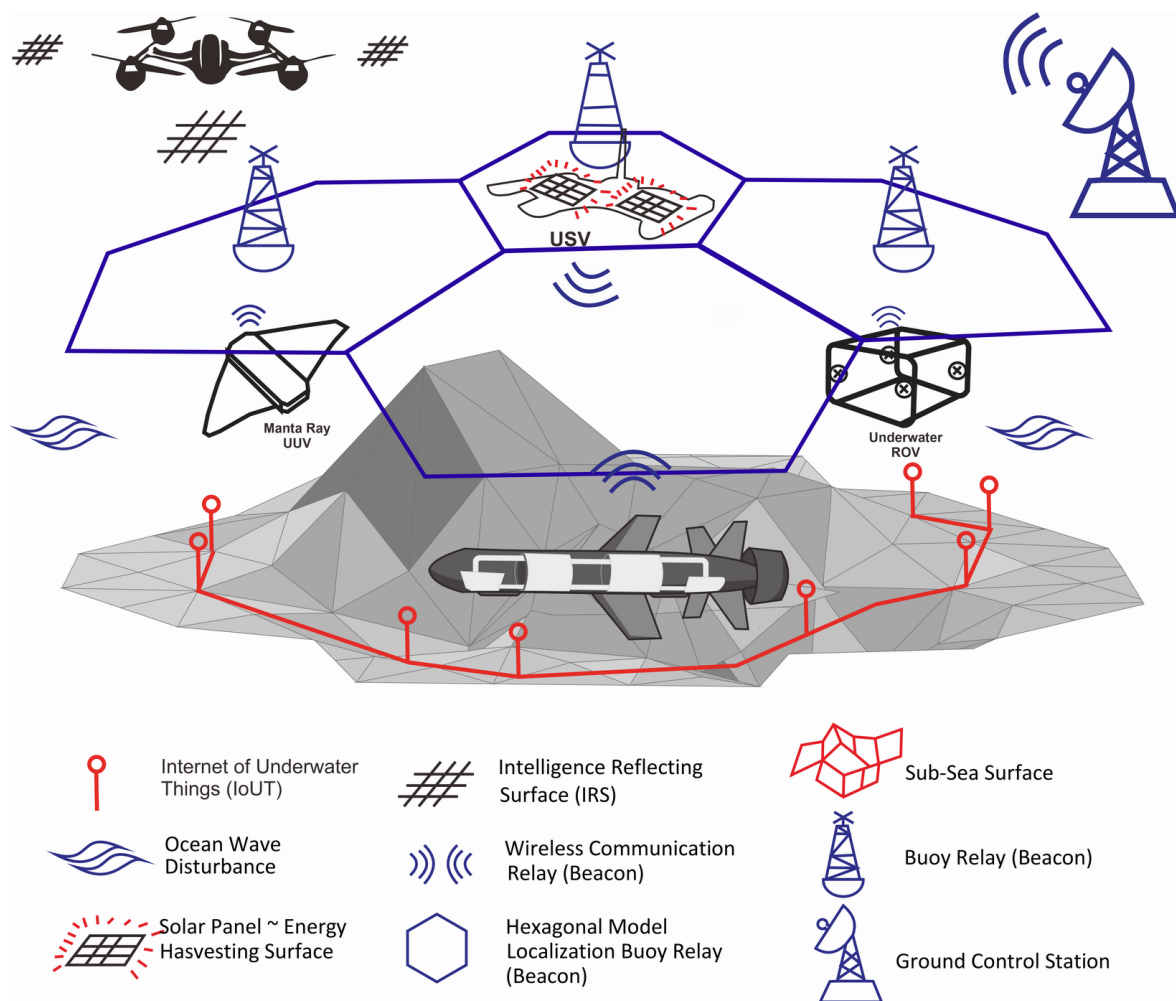 USV
Manta Ray
UUV
Underwater
ROV
Internet of Underwater
Things (IoUT)
Intelligence Reflecting
Surface (IRS)
Sub-Sea Surface
Ocean Wave
Disturbance
Wireless Communication
Relay (Beacon)
Buoy Relay (Beacon)
Solar Panel ~ Energy
Hasvesting Surface
Hexagonal Model
Localization Buoy Relay
(Beacon)
Ground Control Station